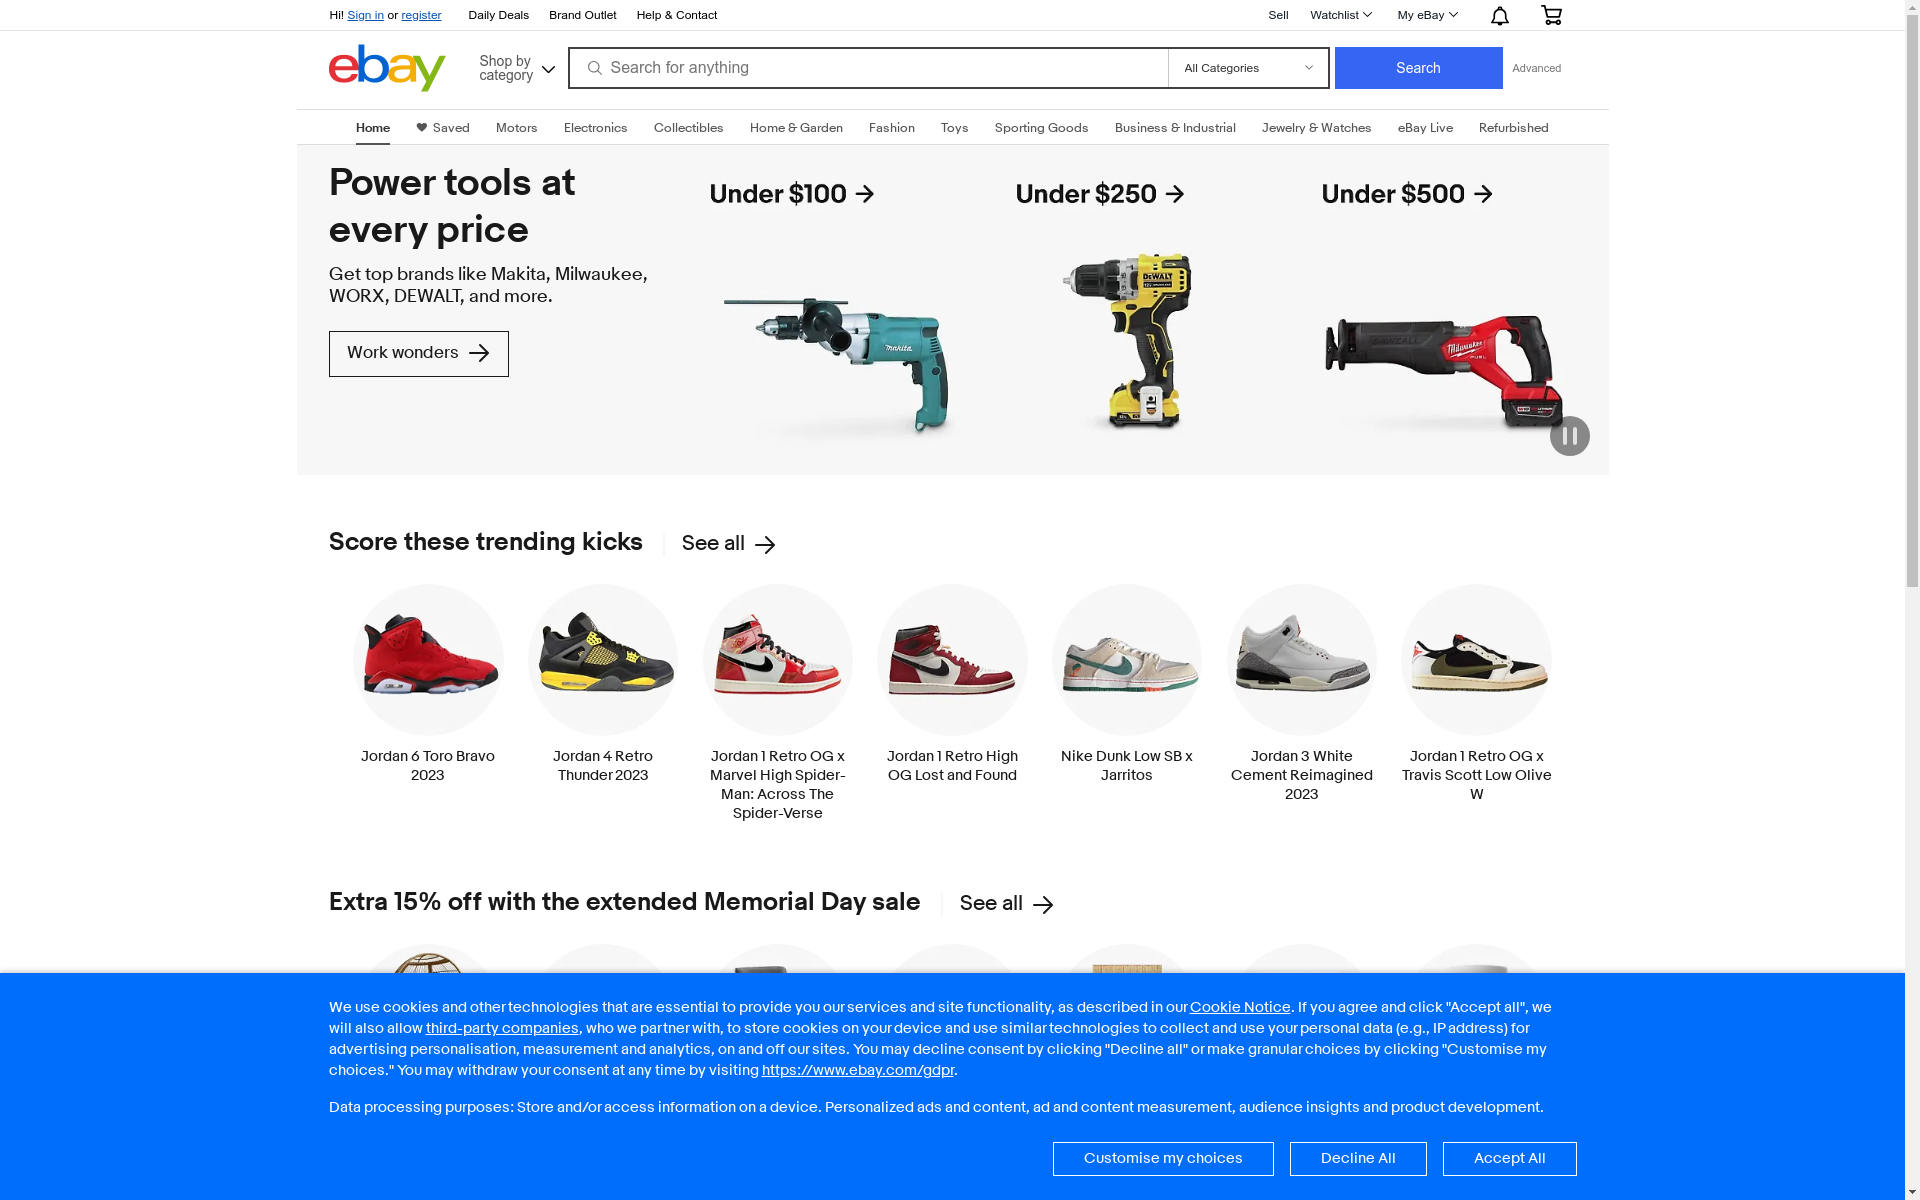 Hi! Sign in or register
Daily Deals
Brand Outlet
Help & Contact
Sell
Watchlist
My eBay
ebay
Shop by
category
Search for anything
All Categories
Search
Advanced
Home
Saved
Motors
Electronics
Collectibles
Home & Garden
Fashion
Toys
Sporting Goods
Business & Industrial
Jewelry & Watches
eBay Live
Refurbished
Power tools at
every price
Get top brands like Makita, Milwaukee,
WORX, DEWALT, and more.
Work wonders
Under $100
Under $250
Under $500
makita
DEWALT
Milwaukee
FUEL
SAWZALL
Score these trending kicks
See all
Jordan 6 Toro Bravo
2023
Jordan 4 Retro
Thunder 2023
Jordan 1 Retro OG x
Marvel High Spider-
Man: Across The
Spider-Verse
Jordan 1 Retro High
OG Lost and Found
Nike Dunk Low SB x
Jarritos
Jordan 3 White
Cement Reimagined
2023
Jordan 1 Retro OG x
Travis Scott Low Olive
W
Extra 15% off with the extended Memorial Day sale
See all
We use cookies and other technologies that are essential to provide you our services and site functionality, as described in our Cookie Notice. If you agree and click "Accept all", we
will also allow third-party companies, who we partner with, to store cookies on your device and use similar technologies to collect and use your personal data (e.g., IP address) for
advertising personalisation, measurement and analytics, on and off our sites. You may decline consent by clicking "Decline all" or make granular choices by clicking "Customise my
choices." You may withdraw your consent at any time by visiting https://www.ebay.com/gdpr.
Data processing purposes: Store and/or access information on a device. Personalized ads and content, ad and content measurement, audience insights and product development.
Customise my choices
Decline All
Accept All